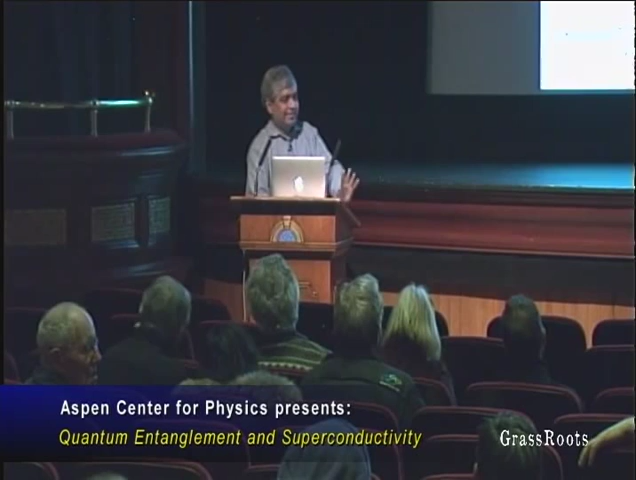 Aspen Center for Physics presents:
Quantum Entanglement and Superconductivity
GrassRoots